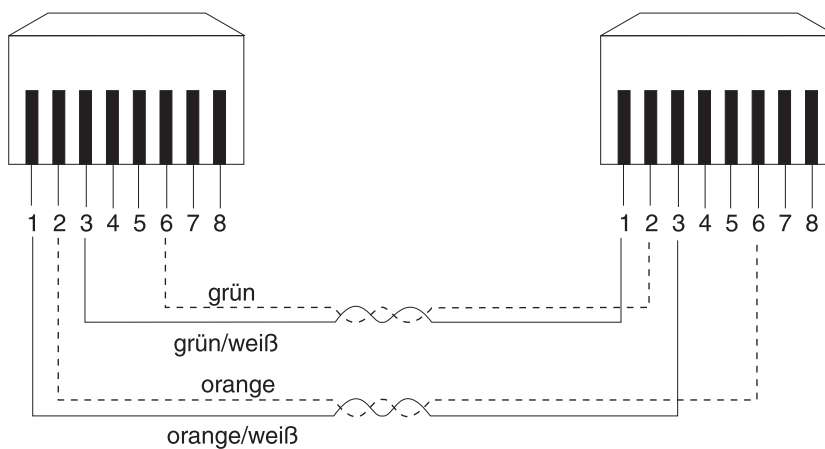 1 2 3 4 5 6 7 8
1 2 3 4 5 6 7 8
grün
grün/weiß
orange
orange/weiß